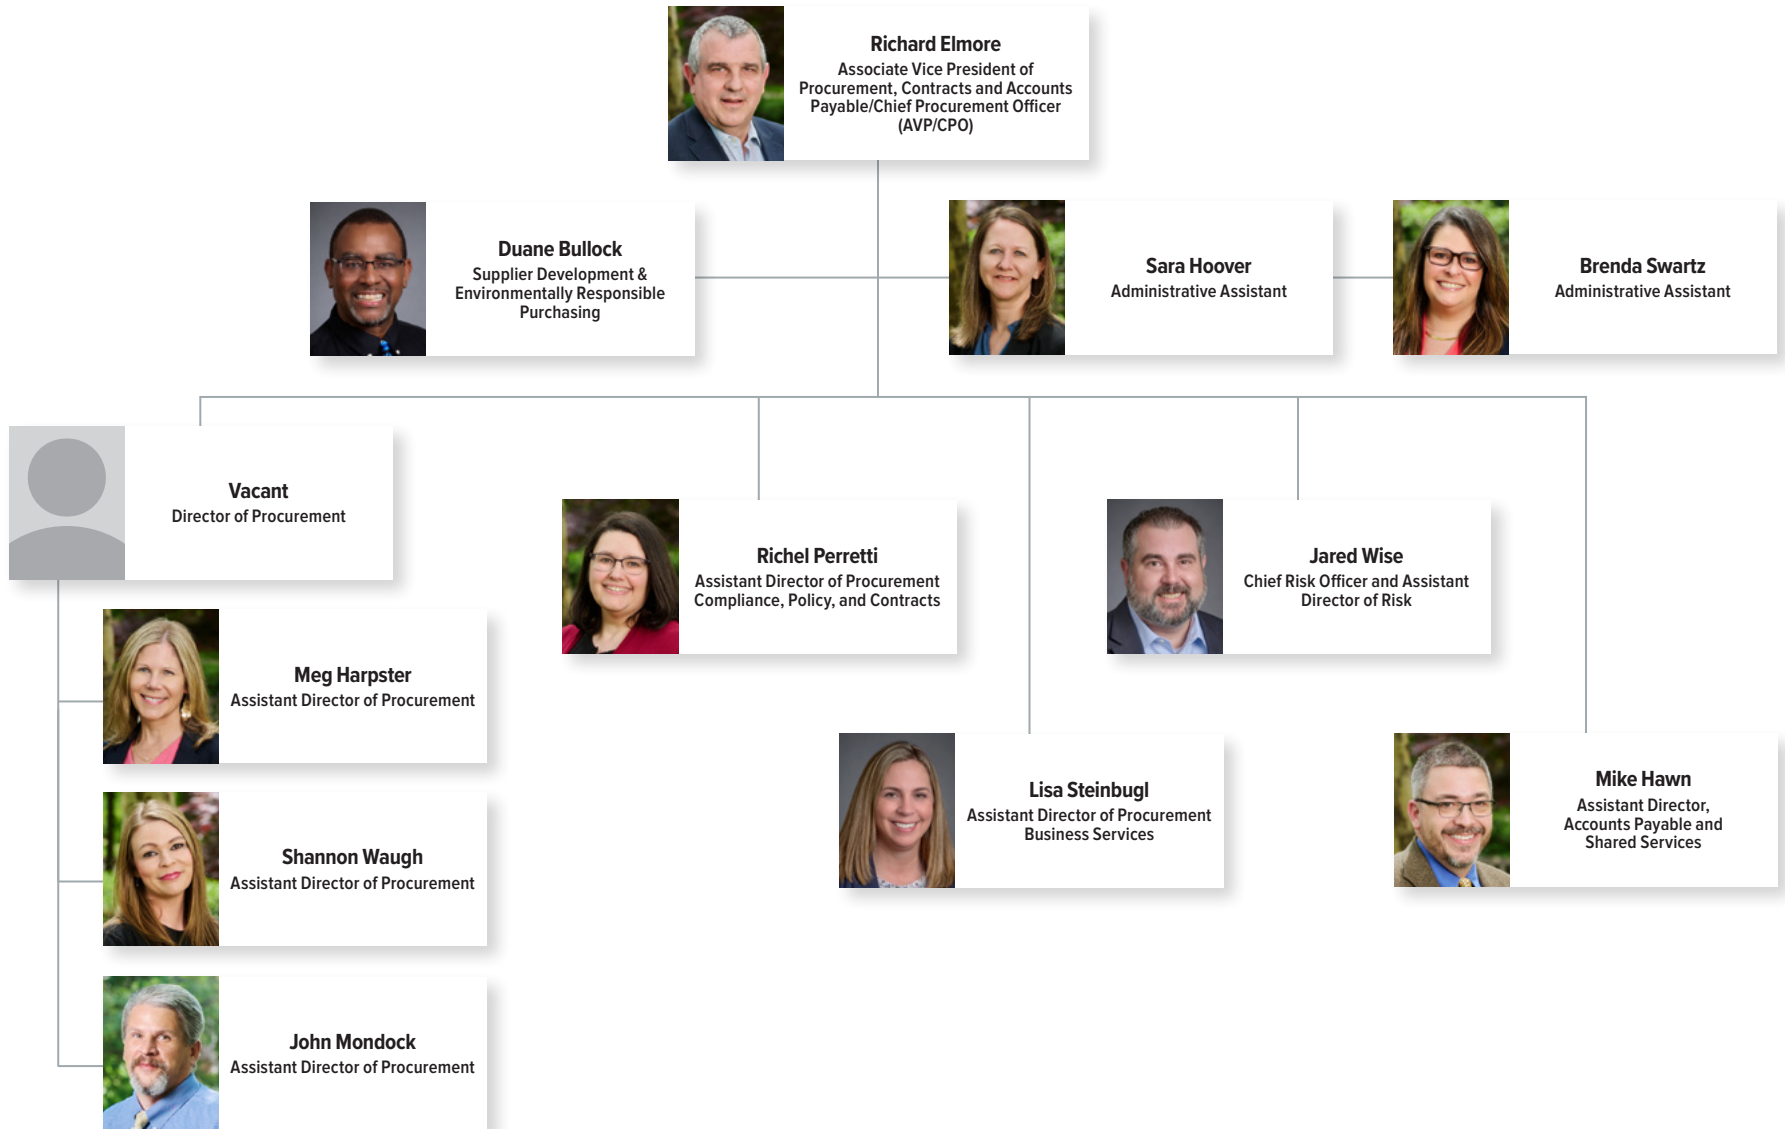 Richard Elmore
Associate Vice President of
Procurement, Contracts and Accounts
Payable/Chief Procurement Officer
(AVP/CPO)
Duane Bullock
Supplier Development &
Environmentally Responsible
Purchasing
Sara Hoover
Administrative Assistant
Brenda Swartz
Administrative Assistant
Vacant
Director of Procurement
Richel Perretti
Assistant Director of Procurement
Compliance, Policy, and Contracts
Jared Wise
Chief Risk Officer and Assistant
Director of Risk
Meg Harpster
Assistant Director of Procurement
Lisa Steinbugl
Assistant Director of Procurement
Business Services
Mike Hawn
Assistant Director,
Accounts Payable and
Shared Services
Shannon Waugh
Assistant Director of Procurement
John Mondock
Assistant Director of Procurement